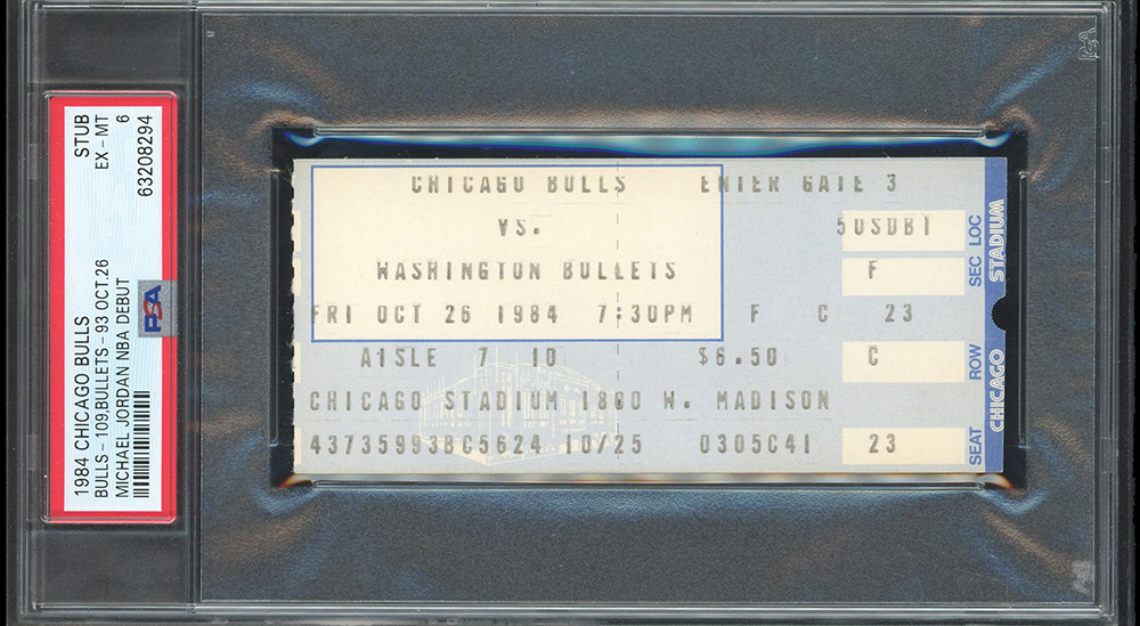 1984 CHICAGO BULLS STUB
BULLS - 109,BULLETS - 93 OCT.26 EX - MT
MICHAEL JORDAN NBA DEBUT 6
63208294
PSA
CHICAGO BULLS ENTER GATE 3
VS. 50SDB1
WASHINGTON BULLETS F
FRI OCT 26 1984 7:30PM F C 23
AISLE 7 10 $6.50 C
CHICAGO STADIUM 1800 W. MADISON
43735993BC5624 10/25 0305C41 23
SEC LOC
ROW
SEAT
CHICAGO STADIUM
PSA